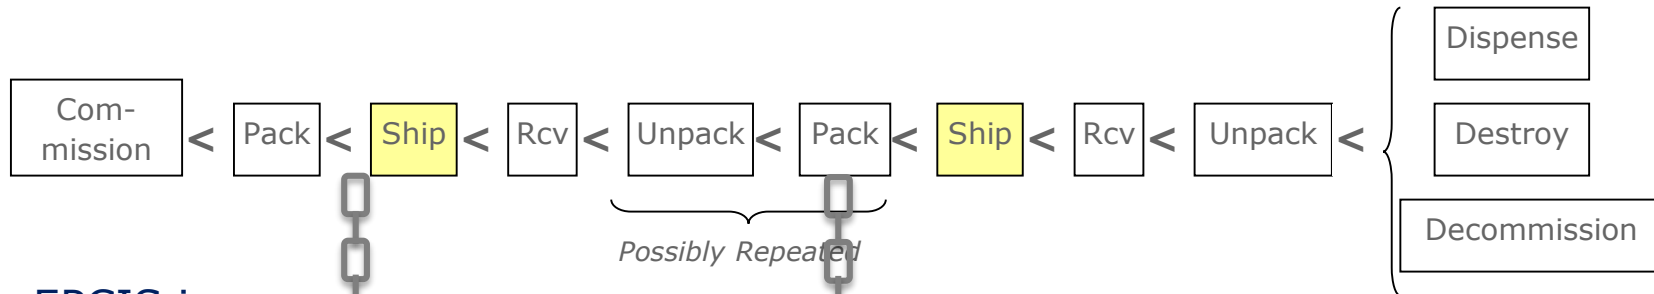 Dispense
Com-
mission
<
Pack
<
Ship
<
Rcv
<
Unpack
<
Pack
<
Ship
<
Rcv
<
Unpack
<
Destroy
Decommission
Possibly Repeated